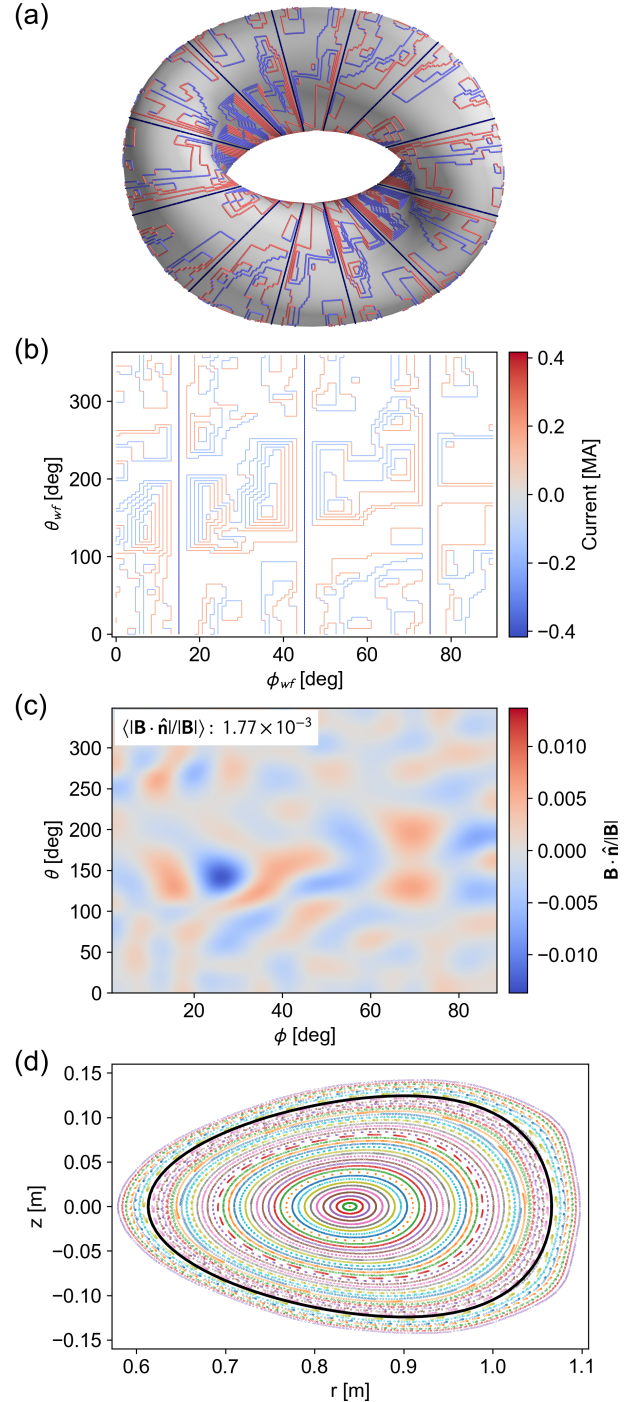 (a)
(b)
300
200
100
0
0 20 40 60 80
θwf [deg]
ϕwf [deg]
0.4
0.2
0.0
−0.2
−0.4
Current [MA]
(c)
⟨|B · n̂|/|B|⟩ : 1.77 × 10⁻³
300
250
200
150
100
50
0
20 40 60 80
θ [deg]
ϕ [deg]
0.010
0.005
0.000
−0.005
−0.010
B · n̂/|B|
(d)
0.15
0.10
0.05
0.00
−0.05
−0.10
−0.15
0.6 0.7 0.8 0.9 1.0 1.1
z [m]
r [m]